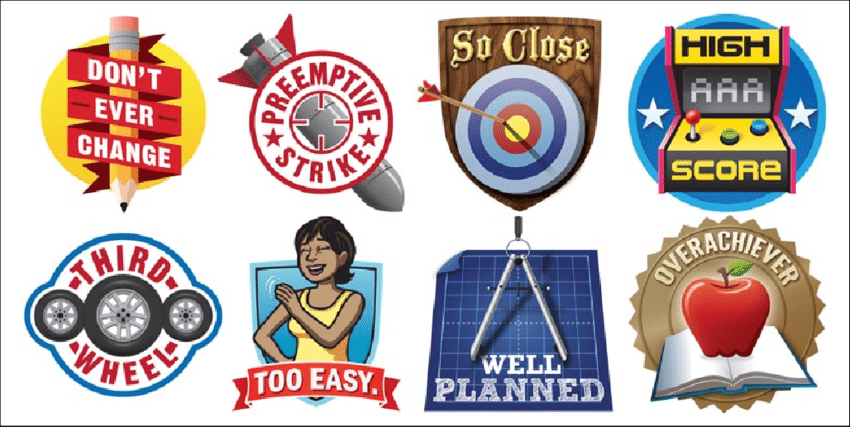 DON'T
EVER
CHANGE
PREEMPTIVE
STRIKE
So Close
HIGH
AAA
SCORE
THIRD
WHEEL
TOO EASY.
WELL
PLANNED
OVERACHIEVER